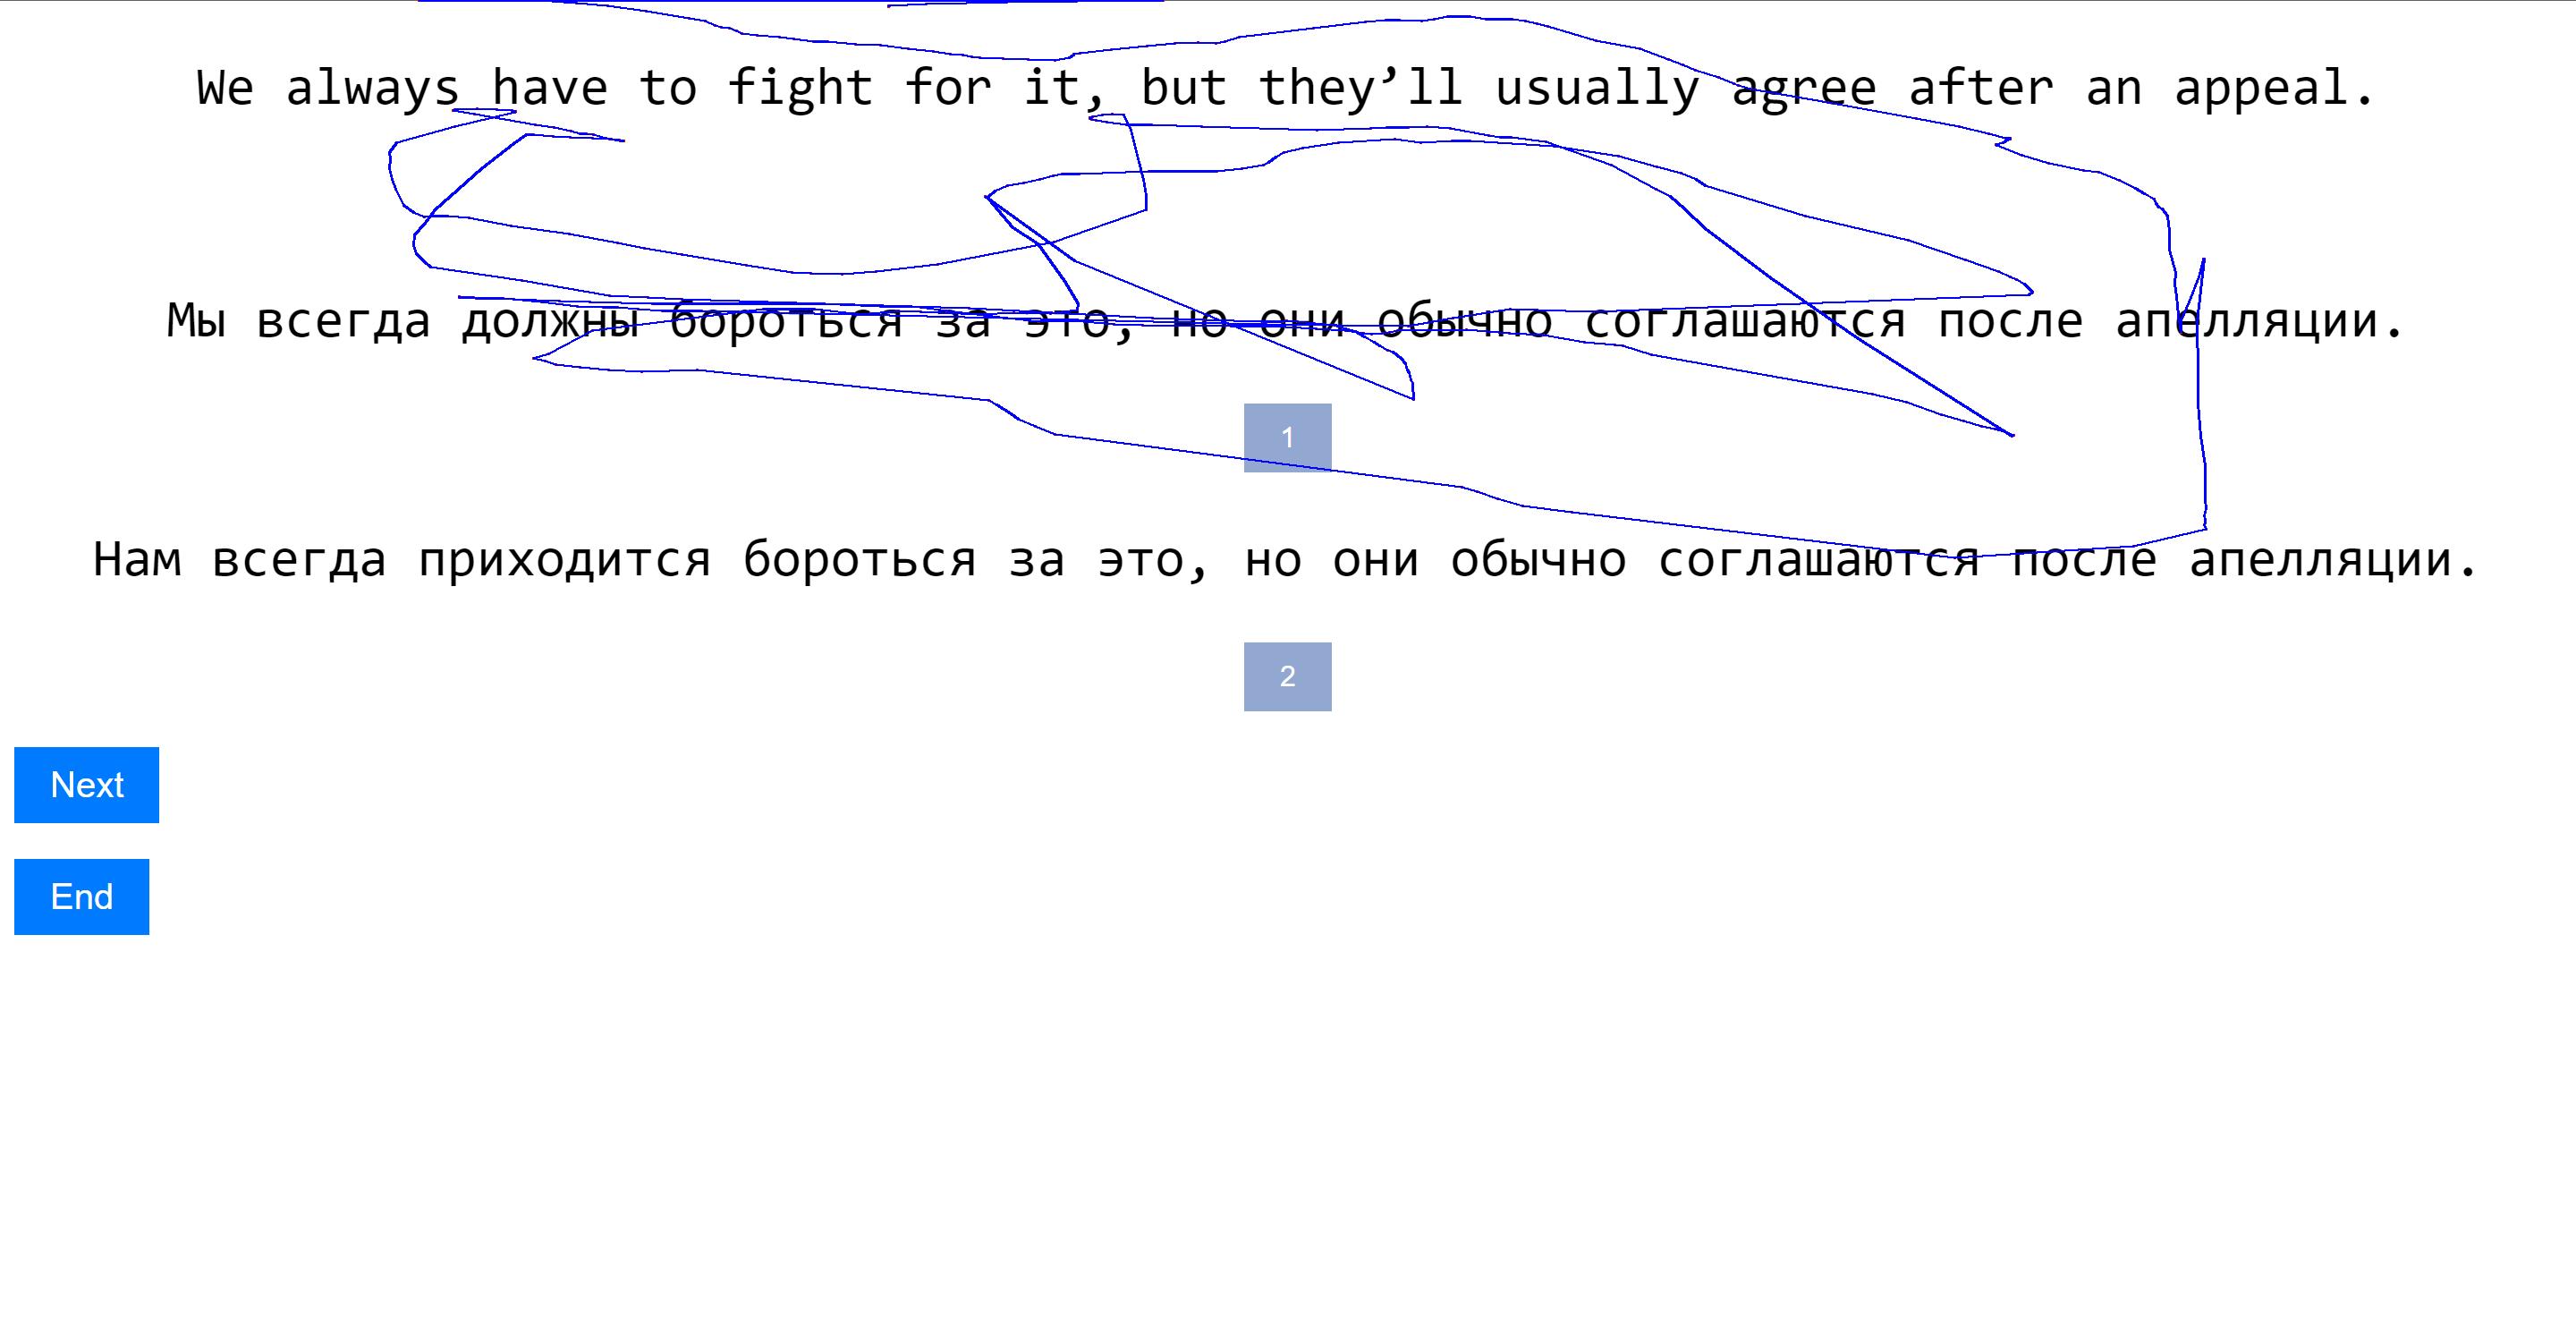 We always have to fight for it, but they’ll usually agree after an appeal.
Мы всегда должны бороться за это, но они обычно соглашаются после апелляции.
1
Нам всегда приходится бороться за это, но они обычно соглашаются после апелляции.
2
Next
End